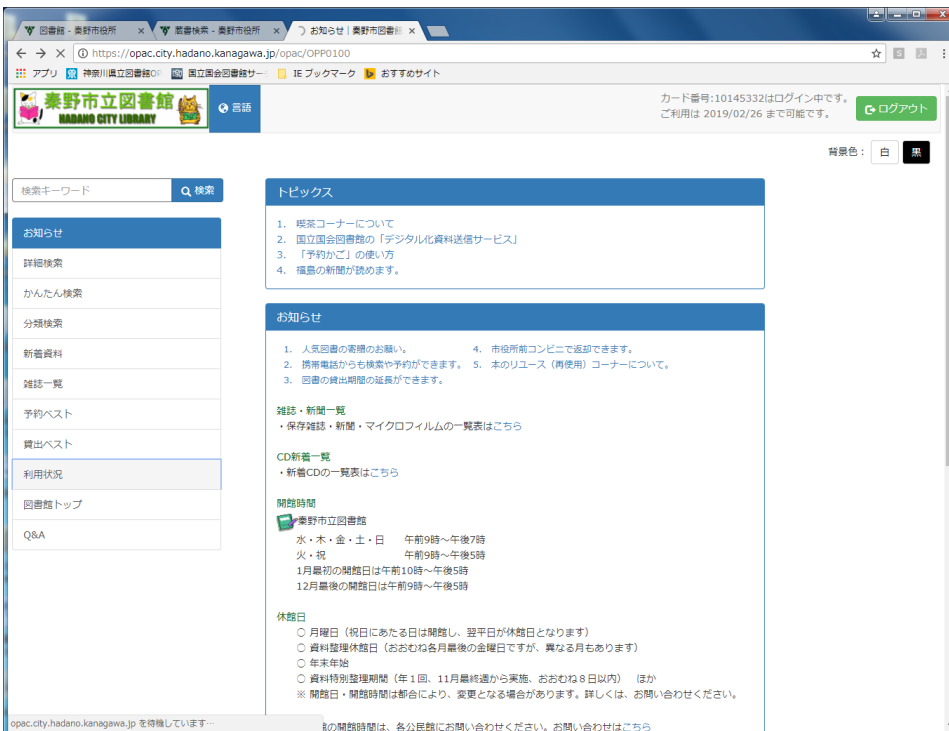 図書館 - 秦野市役所
蔵書検索 - 秦野市役所
お知らせ | 秦野市図書館
https://opac.city.hadano.kanagawa.jp/opac/OPP0100
アプリ 神奈川県立図書館OP 国立国会図書館サー IE ブックマーク おすすめサイト
秦野市立図書館
HADANO CITY LIBRARY
言語
カード番号:10145332はログイン中です。
ご利用は 2019/02/26 まで可能です。
ログアウト
背景色： 白 黒
検索キーワード 検索
お知らせ
詳細検索
かんたん検索
分類検索
新着資料
雑誌一覧
予約ベスト
貸出ベスト
利用状況
図書館トップ
Q&A
トピックス
1. 喫茶コーナーについて
2. 国立国会図書館の「デジタル化資料送信サービス」
3. 「予約かご」の使い方
4. 福島の新聞が読めます。
お知らせ
1. 人気図書の寄贈のお願い。
2. 携帯電話からも検索や予約ができます。
3. 図書の貸出期間の延長ができます。
4. 市役所前コンビニで返却できます。
5. 本のリユース（再使用）コーナーについて。
雑誌・新聞一覧
・保存雑誌・新聞・マイクロフィルムの一覧表はこちら
CD新着一覧
・新着CDの一覧表はこちら
開館時間
秦野市立図書館
水・木・金・土・日 午前9時～午後7時
火・祝 午前9時～午後5時
1月最初の開館日は午前10時～午後5時
12月最後の開館日は午前9時～午後5時
休館日
○ 月曜日（祝日にあたる日は開館し、翌平日が休館日となります）
○ 資料整理休館日（おおむね各月最後の金曜日ですが、異なる月もあります）
○ 年末年始
○ 資料特別整理期間（年１回、11月最終週から実施、おおむね８日以内） ほか
※ 開館日・開館時間は都合により、変更となる場合があります。詳しくは、お問い合わせください。
館の開館時間は、各公民館にお問い合わせください。お問い合わせはこちら
opac.city.hadano.kanagawa.jp を待機しています…